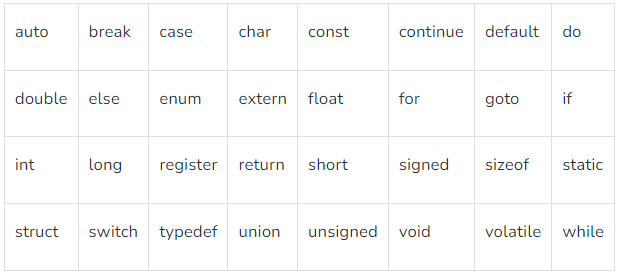 auto break case char const continue default do
double else enum extern float for goto if
int long register return short signed sizeof static
struct switch typedef union unsigned void volatile while